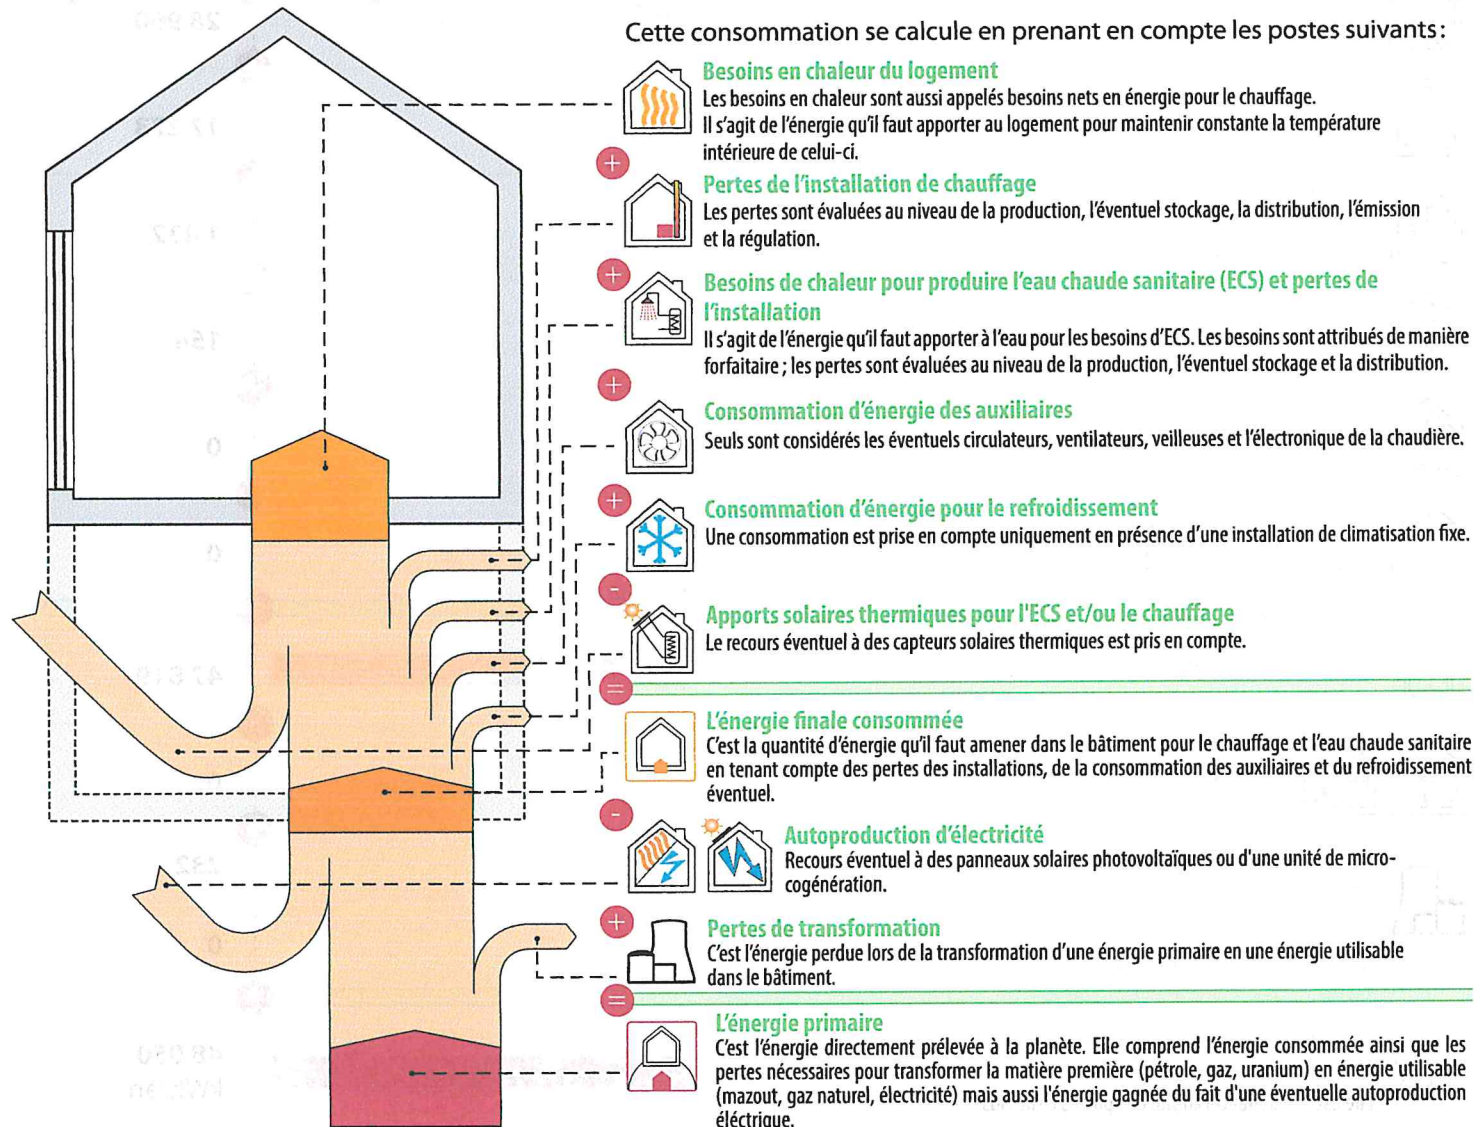 Cette consommation se calcule en prenant en compte les postes suivants:
Besoins en chaleur du logement
Les besoins en chaleur sont aussi appelés besoins nets en énergie pour le chauffage.
Il s'agit de l'énergie qu'il faut apporter au logement pour maintenir constante la température
intérieure de celui-ci.
+
Pertes de l'installation de chauffage
Les pertes sont évaluées au niveau de la production, l'éventuel stockage, la distribution, l'émission
et la régulation.
+
Besoins de chaleur pour produire l'eau chaude sanitaire (ECS) et pertes de
l'installation
Il s'agit de l'énergie qu'il faut apporter à l'eau pour les besoins d'ECS. Les besoins sont attribués de manière
forfaitaire ; les pertes sont évaluées au niveau de la production, l'éventuel stockage et la distribution.
+
Consommation d'énergie des auxiliaires
Seuls sont considérés les éventuels circulateurs, ventilateurs, veilleuses et l'électronique de la chaudière.
+
Consommation d'énergie pour le refroidissement
Une consommation est prise en compte uniquement en présence d'une installation de climatisation fixe.
-
Apports solaires thermiques pour l'ECS et/ou le chauffage
Le recours éventuel à des capteurs solaires thermiques est pris en compte.
=
L'énergie finale consommée
C'est la quantité d'énergie qu'il faut amener dans le bâtiment pour le chauffage et l'eau chaude sanitaire
en tenant compte des pertes des installations, de la consommation des auxiliaires et du refroidissement
éventuel.
-
Autoproduction d'électricité
Recours éventuel à des panneaux solaires photovoltaïques ou d'une unité de micro-
cogénération.
+
Pertes de transformation
C'est l'énergie perdue lors de la transformation d'une énergie primaire en une énergie utilisable
dans le bâtiment.
=
L'énergie primaire
C'est l'énergie directement prélevée à la planète. Elle comprend l'énergie consommée ainsi que les
pertes nécessaires pour transformer la matière première (pétrole, gaz, uranium) en énergie utilisable
(mazout, gaz naturel, électricité) mais aussi l'énergie gagnée du fait d'une éventuelle autoproduction
éléctrique.